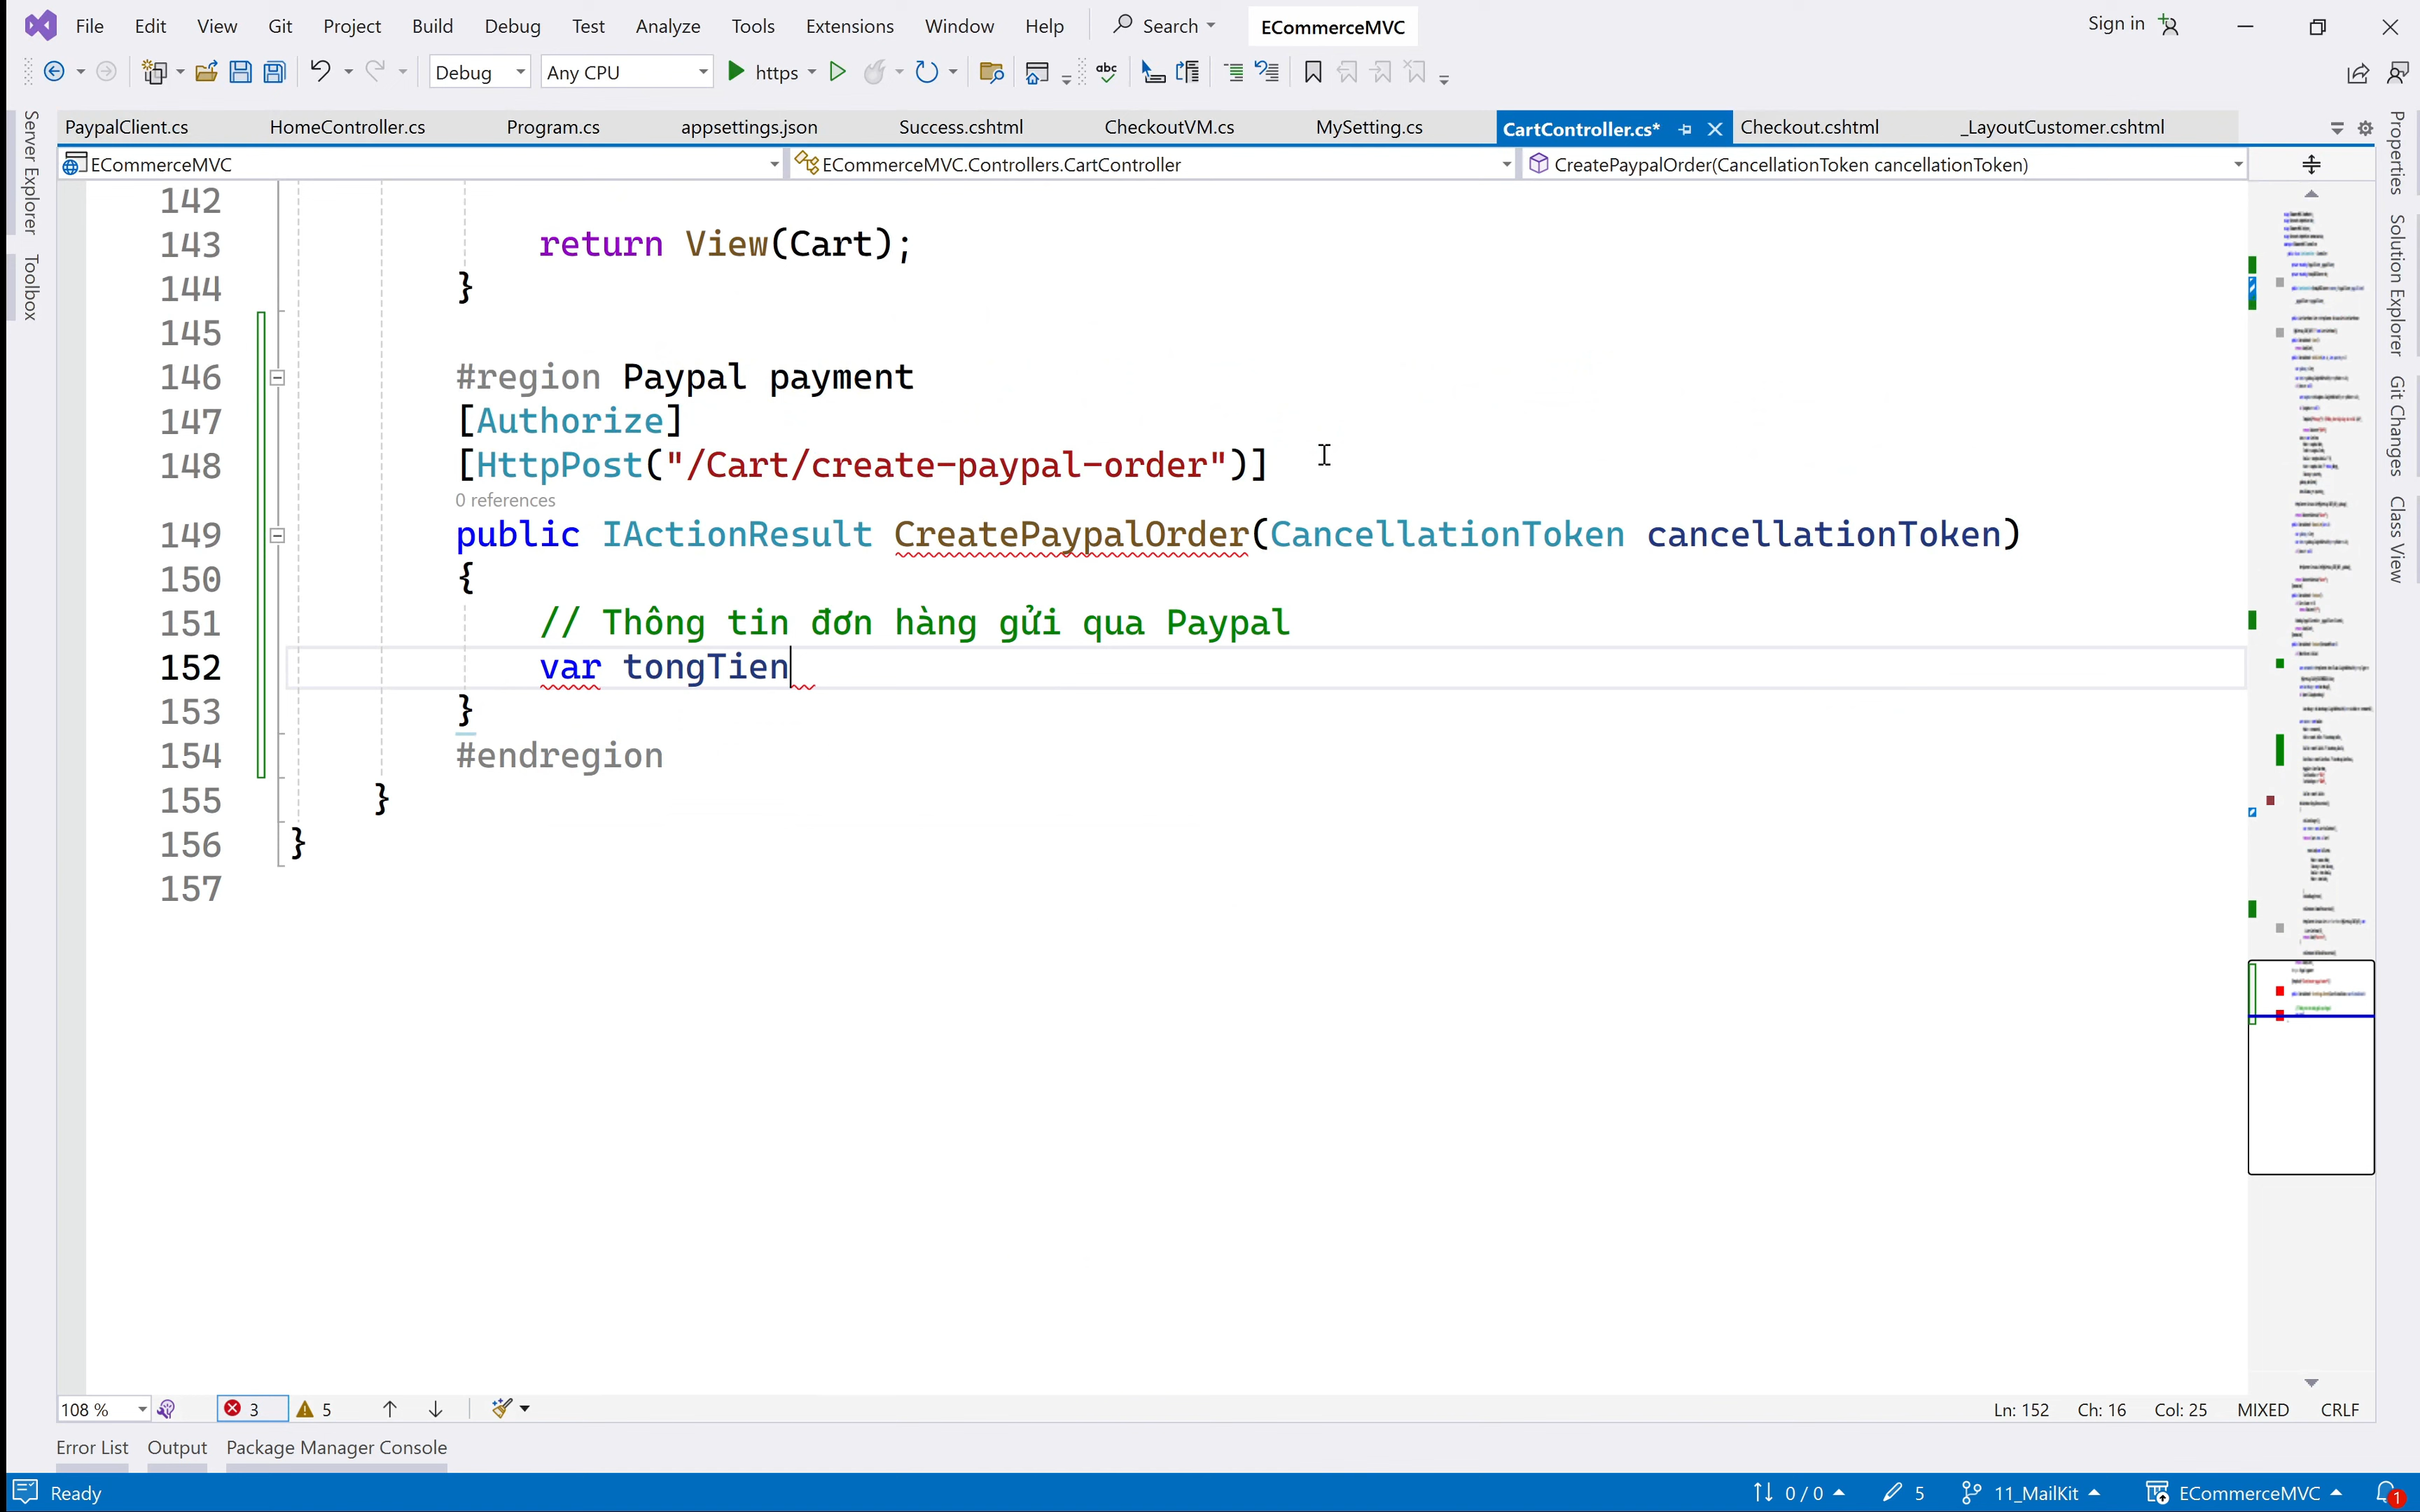 File Edit View Git Project Build Debug Test Analyze Tools Extensions Window Help Search ECommerceMVC Sign in
Debug Any CPU https
PaypalClient.cs HomeController.cs Program.cs appsettings.json Success.cshtml CheckoutVM.cs MySetting.cs CartController.cs* Checkout.cshtml _LayoutCustomer.cshtml
ECommerceMVC ECommerceMVC.Controllers.CartController CreatePaypalOrder(CancellationToken cancellationToken)
Server Explorer
Toolbox
142
143 return View(Cart);
144 }
145
146 #region Paypal payment
147 [Authorize]
148 [HttpPost("/Cart/create-paypal-order")]
0 references
149 public IActionResult CreatePaypalOrder(CancellationToken cancellationToken)
150 {
151 // Thông tin đơn hàng gửi qua Paypal
152 var tongTien
153 }
154 #endregion
155 }
156 }
157
Properties
Solution Explorer
Git Changes
Class View
108 % 3 5 Ln: 152 Ch: 16 Col: 25 MIXED CRLF
Error List Output Package Manager Console
Ready 0 / 0 5 11_MailKit ECommerceMVC 1